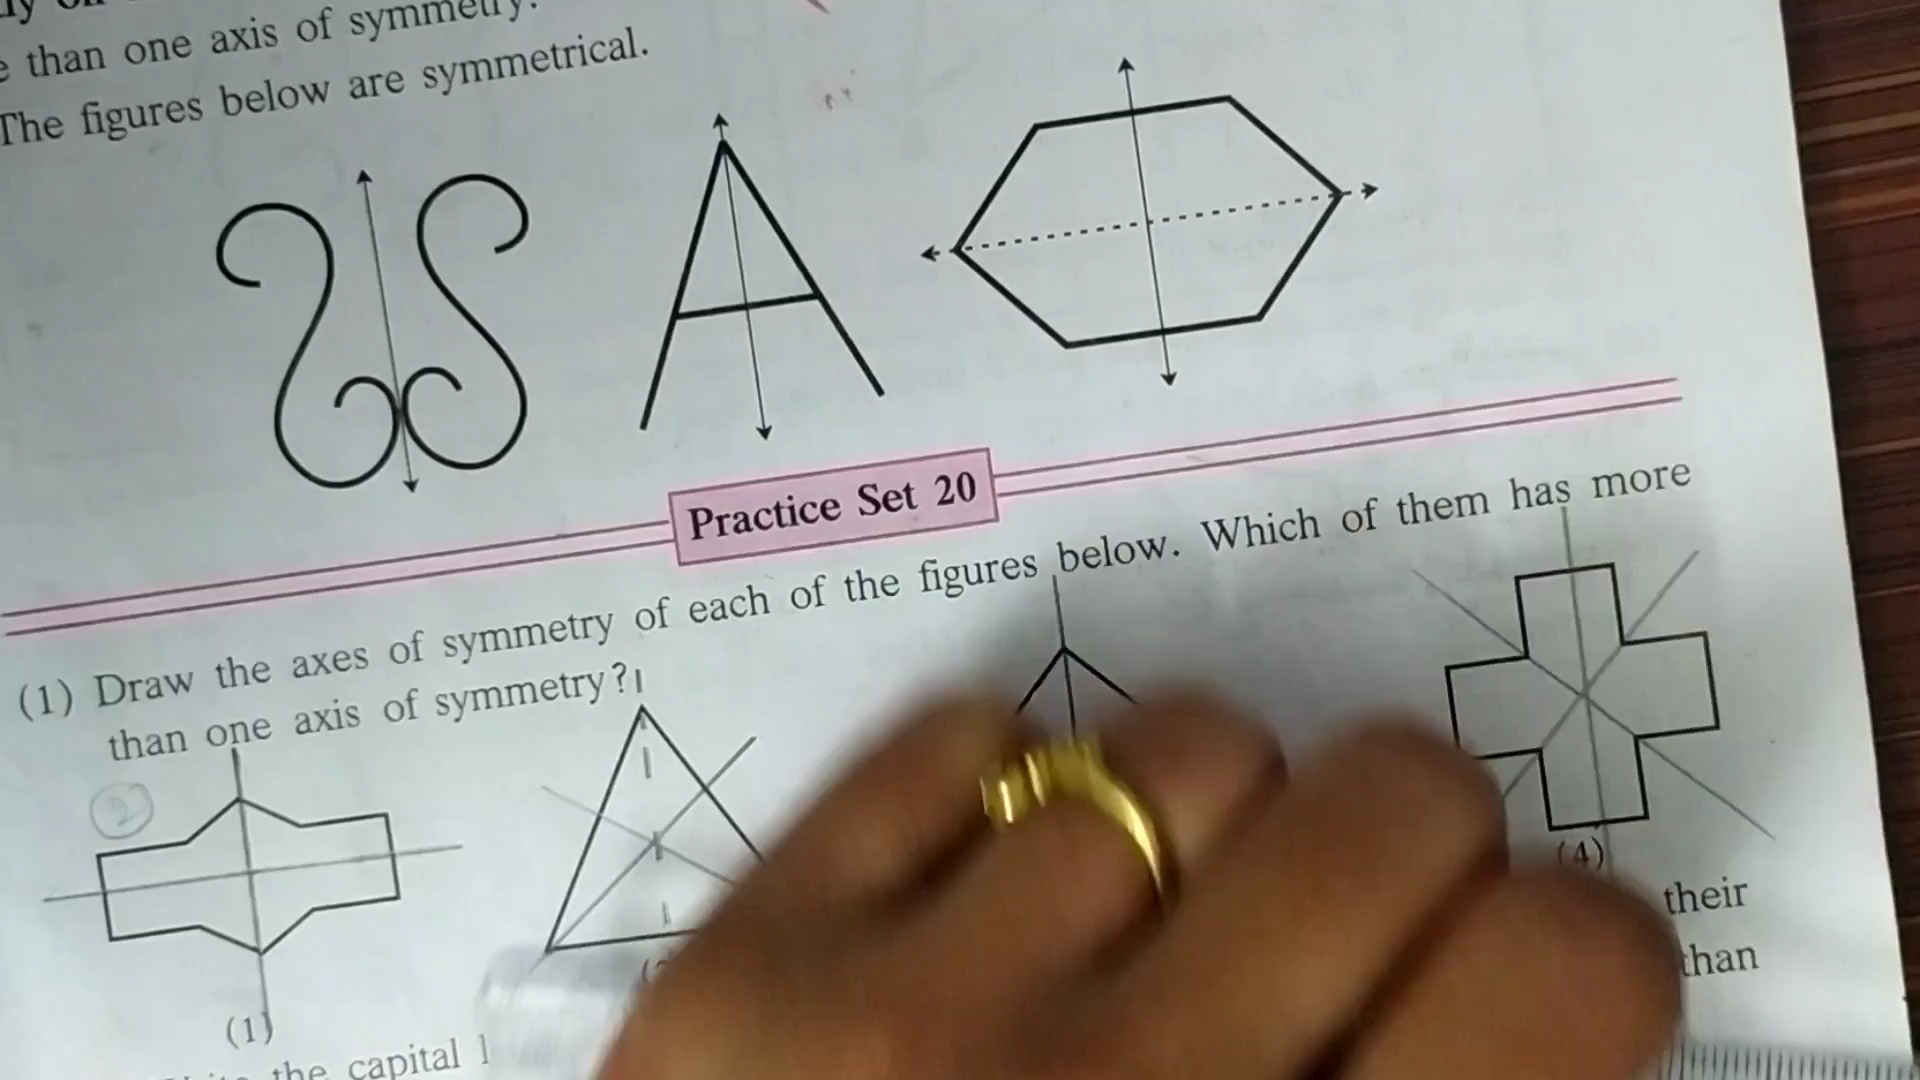 than one axis of symmetry.
The figures below are symmetrical.
Practice Set 20
(1) Draw the axes of symmetry of each of the figures below. Which of them has more
than one axis of symmetry?
2
(1)
(4)
their
than
the capital